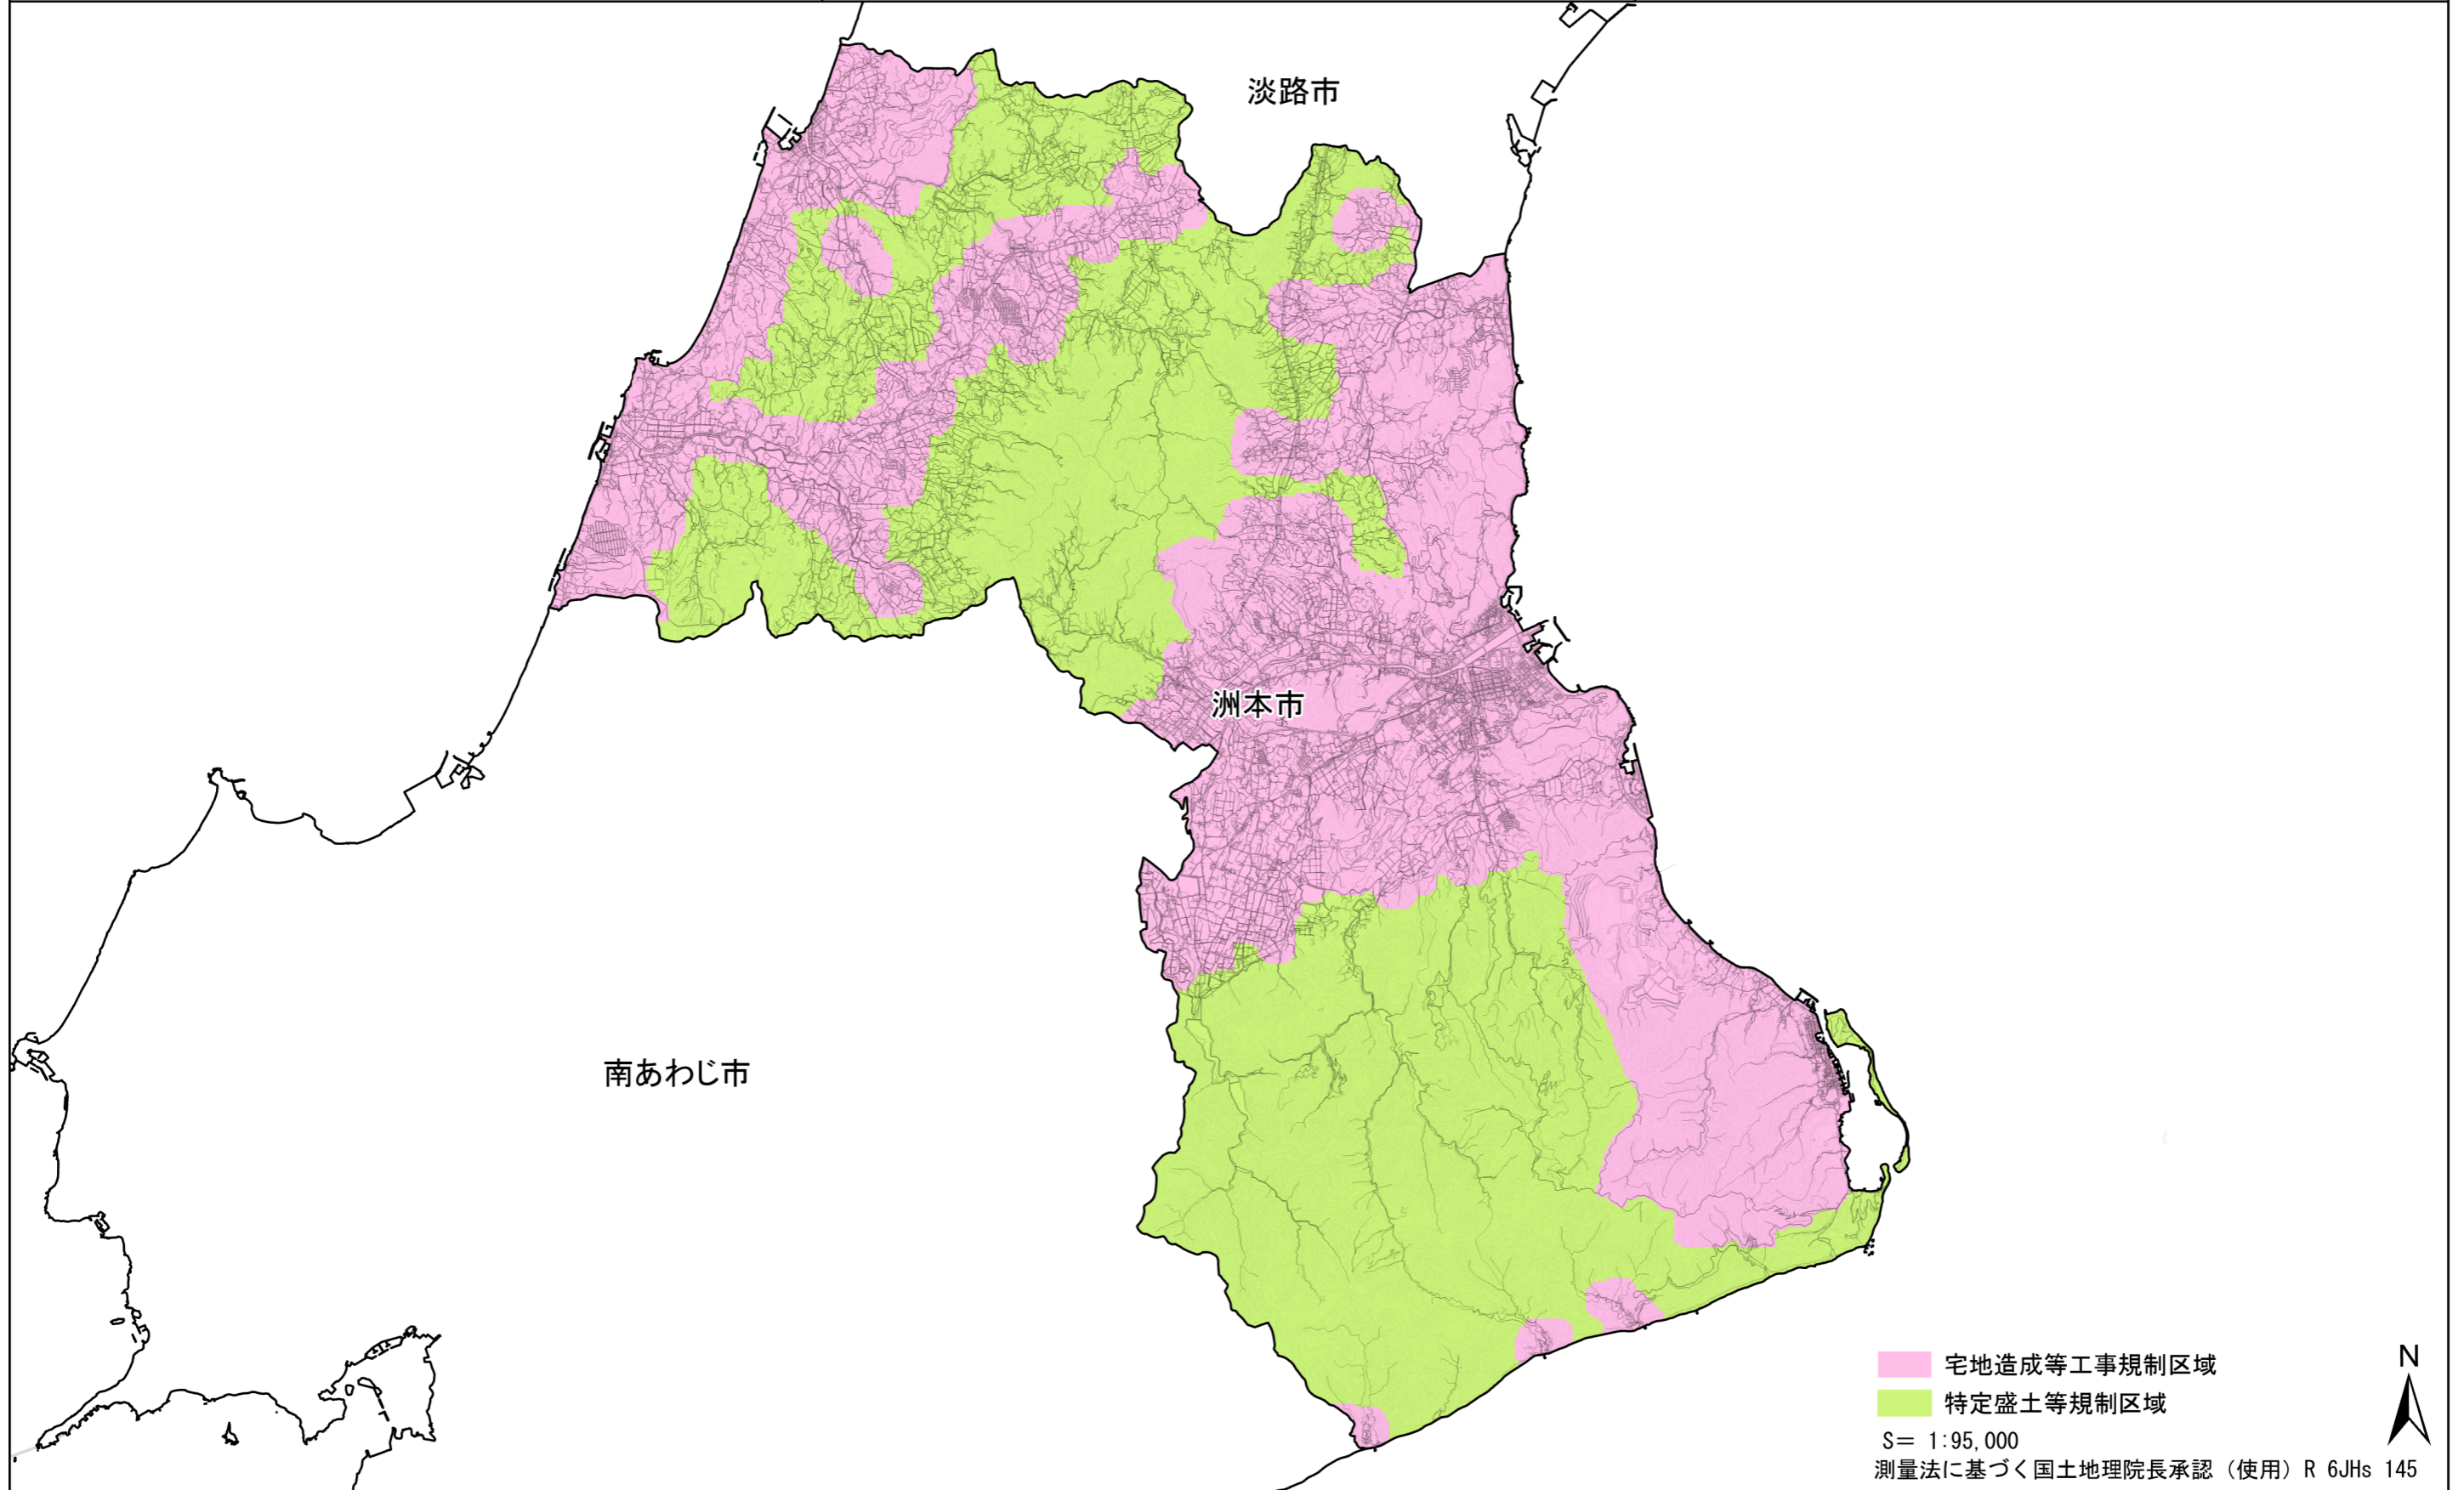 淡路市
洲本市
南あわじ市
宅地造成等工事規制区域
特定盛土等規制区域
N
S= 1:95,000
測量法に基づく国土地理院長承認（使用）R 6JHs 145